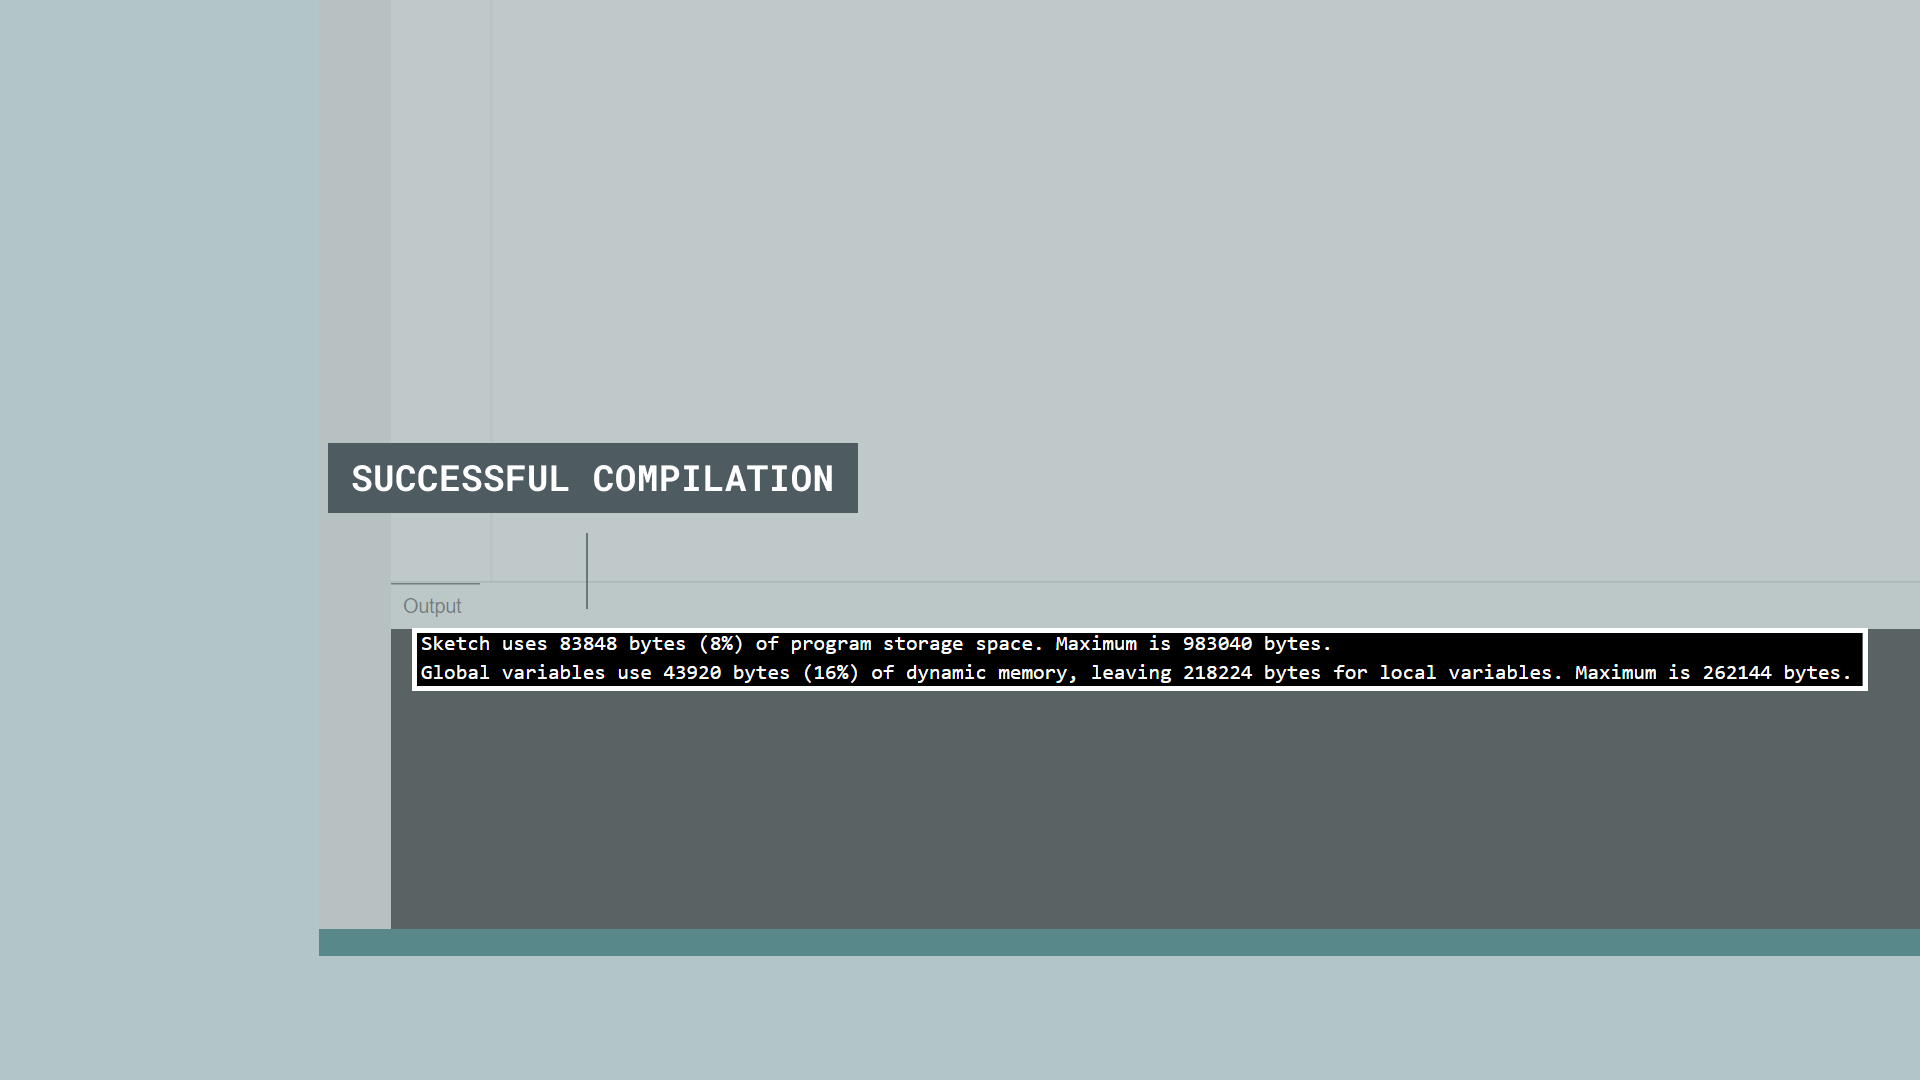 SUCCESSFUL COMPILATION
Output
Sketch uses 83848 bytes (8%) of program storage space. Maximum is 983040 bytes.
Global variables use 43920 bytes (16%) of dynamic memory, leaving 218224 bytes for local variables. Maximum is 262144 bytes.